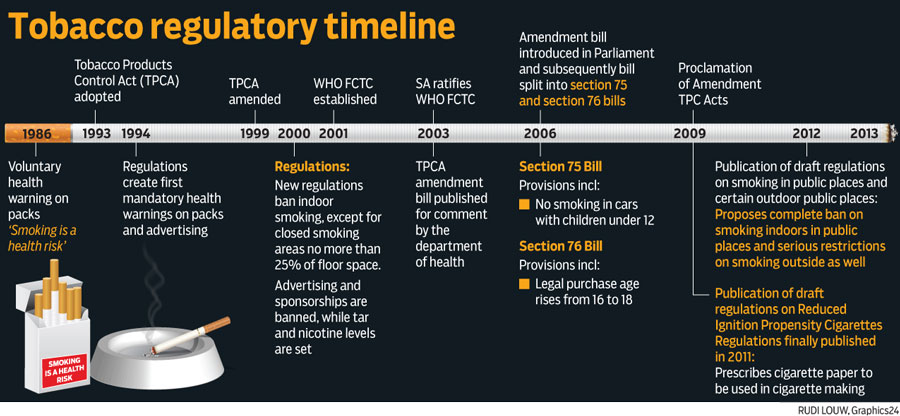 Tobacco regulatory timeline
Tobacco Products
Control Act (TPCA)
adopted
TPCA
amended
WHO FCTC
established
SA ratifies
WHO FCTC
Amendment bill
introduced in Parliament
and subsequently bill
split into section 75
and section 76 bills
Proclamation
of Amendment
TPC Acts
1986 1993 1994 1999 2000 2001 2003 2006 2009 2012 2013
Voluntary
health
warning on
packs
‘Smoking is a
health risk’
Regulations
create first
mandatory health
warnings on packs
and advertising
Regulations:
New regulations
ban indoor
smoking, except for
closed smoking
areas no more than
25% of floor space.
Advertising and
sponsorships are
banned, while tar
and nicotine levels
are set
TPCA
amendment
bill published
for comment
by the
department
of health
Section 75 Bill
Provisions incl:
No smoking in cars
with children under 12
Section 76 Bill
Provisions incl:
Legal purchase age
rises from 16 to 18
Publication of draft regulations
on smoking in public places and
certain outdoor public places:
Proposes complete ban on
smoking indoors in public
places and serious restrictions
on smoking outside as well
Publication of draft
regulations on Reduced
Ignition Propensity Cigarettes
Regulations finally published
in 2011:
Prescribes cigarette paper to
be used in cigarette making
SMOKING
IS A HEALTH
RISK
RUDI LOUW, Graphics24